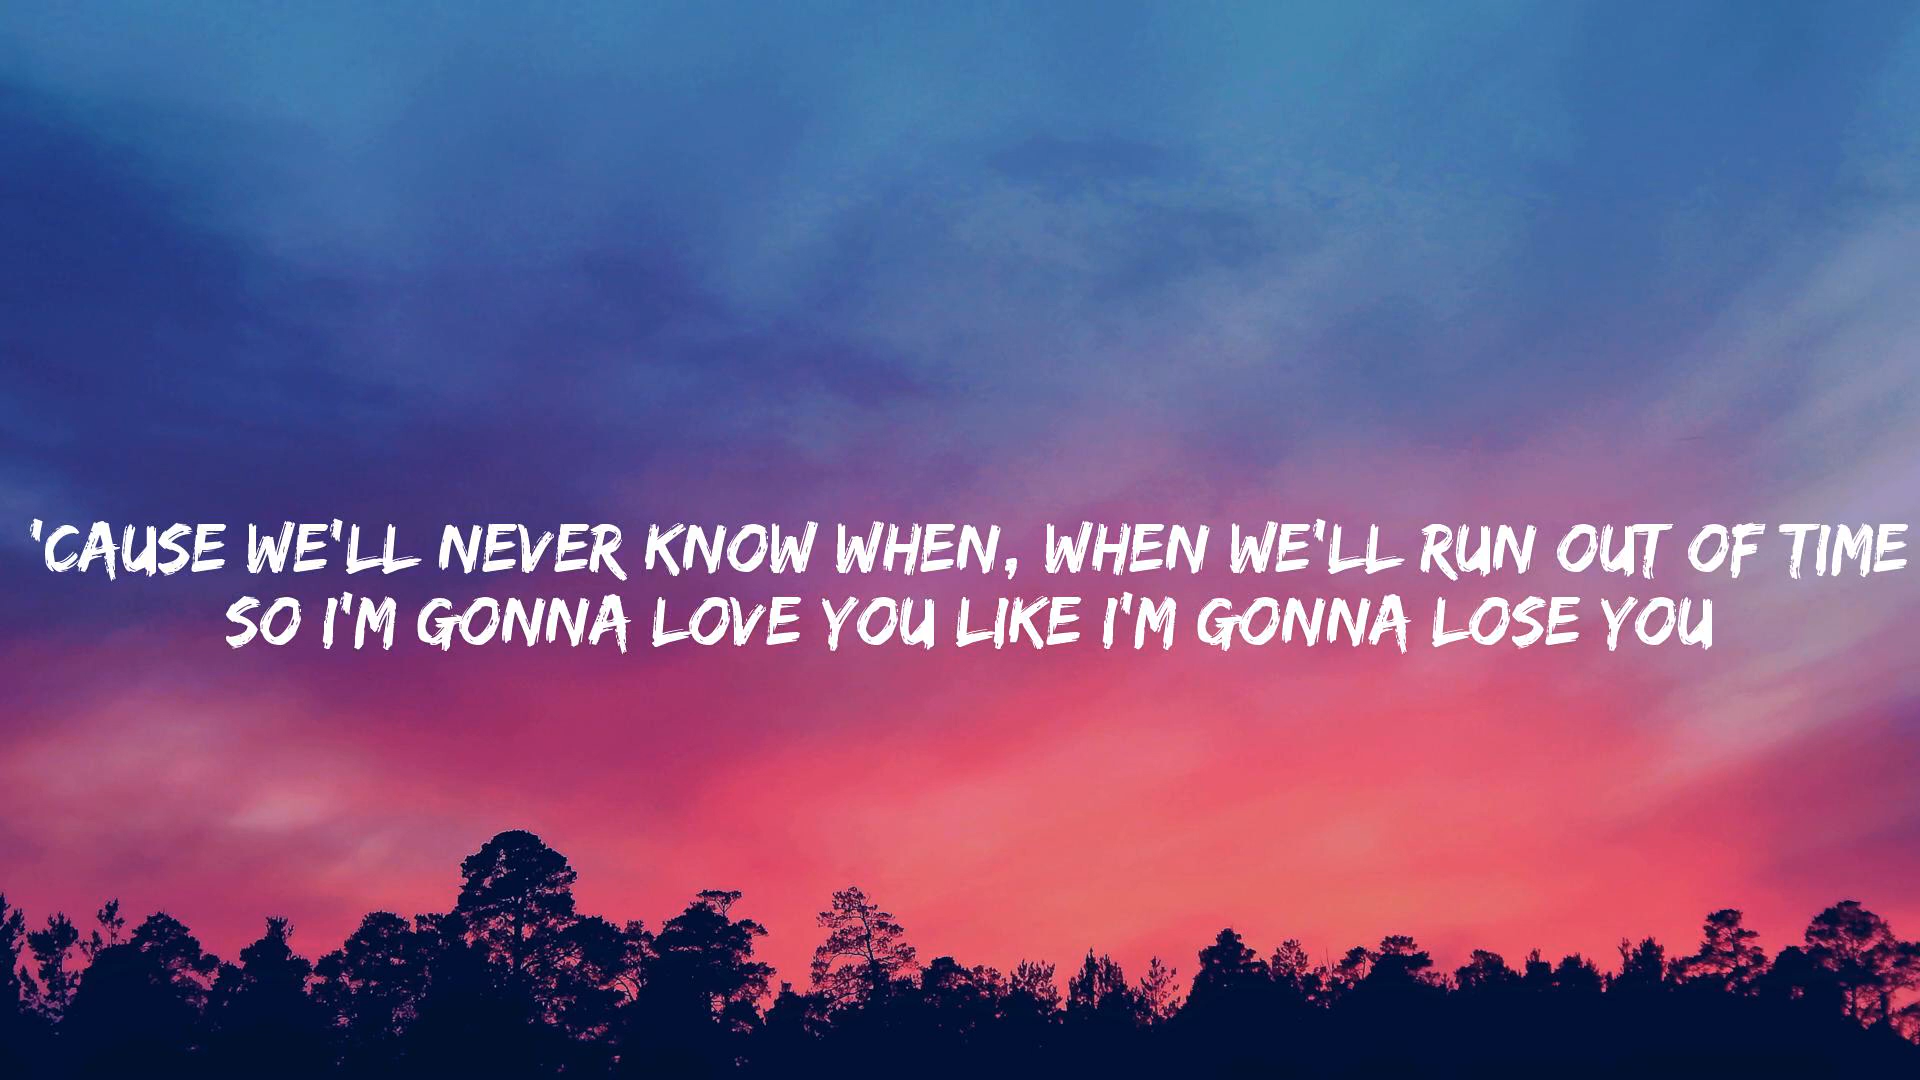 'CAUSE WE'LL NEVER KNOW WHEN, WHEN WE'LL RUN OUT OF TIME
SO I'M GONNA LOVE YOU LIKE I'M GONNA LOSE YOU